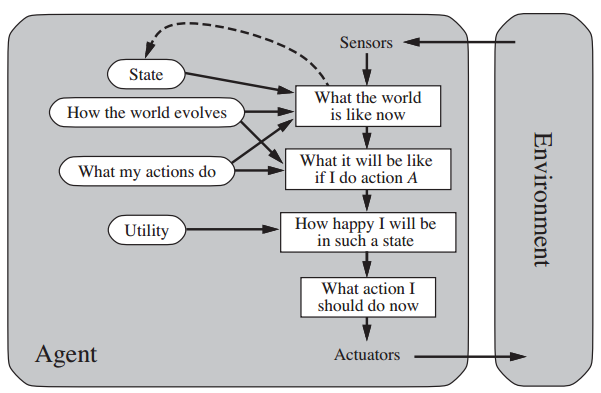 Sensors
State
What the world
is like now
How the world evolves
What it will be like
if I do action A
What my actions do
How happy I will be
in such a state
Utility
What action I
should do now
Agent
Actuators
Environment